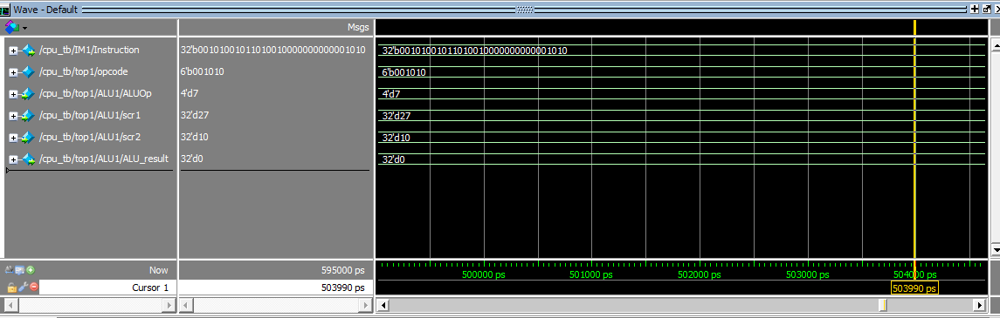 Wave - Default
Msgs
/cpu_tb/IM1/Instruction 32'b00101001011010010000000000001010 32'b00101001011010010000000000001010
/cpu_tb/top1/opcode 6'b001010 6'b001010
/cpu_tb/top1/ALU1/ALUOp 4'd7 4'd7
/cpu_tb/top1/ALU1/scr1 32'd27 32'd27
/cpu_tb/top1/ALU1/scr2 32'd10 32'd10
/cpu_tb/top1/ALU1/ALU_result 32'd0 32'd0
Now 595000 ps 500000 ps 501000 ps 502000 ps 503000 ps 504000 ps
Cursor 1 503990 ps 503990 ps